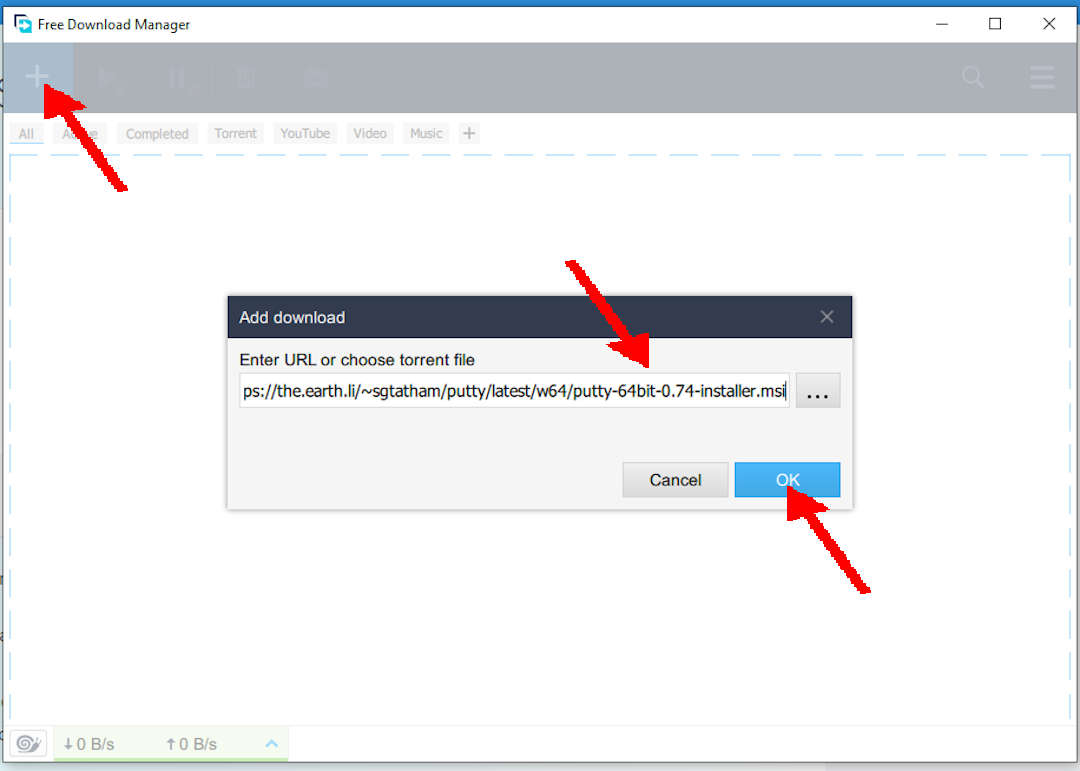 Free Download Manager
All Active Completed Torrent YouTube Video Music +
Add download
Enter URL or choose torrent file
ps://the.earth.li/~sgtatham/putty/latest/w64/putty-64bit-0.74-installer.msi ...
Cancel OK
↓0 B/s ↑0 B/s